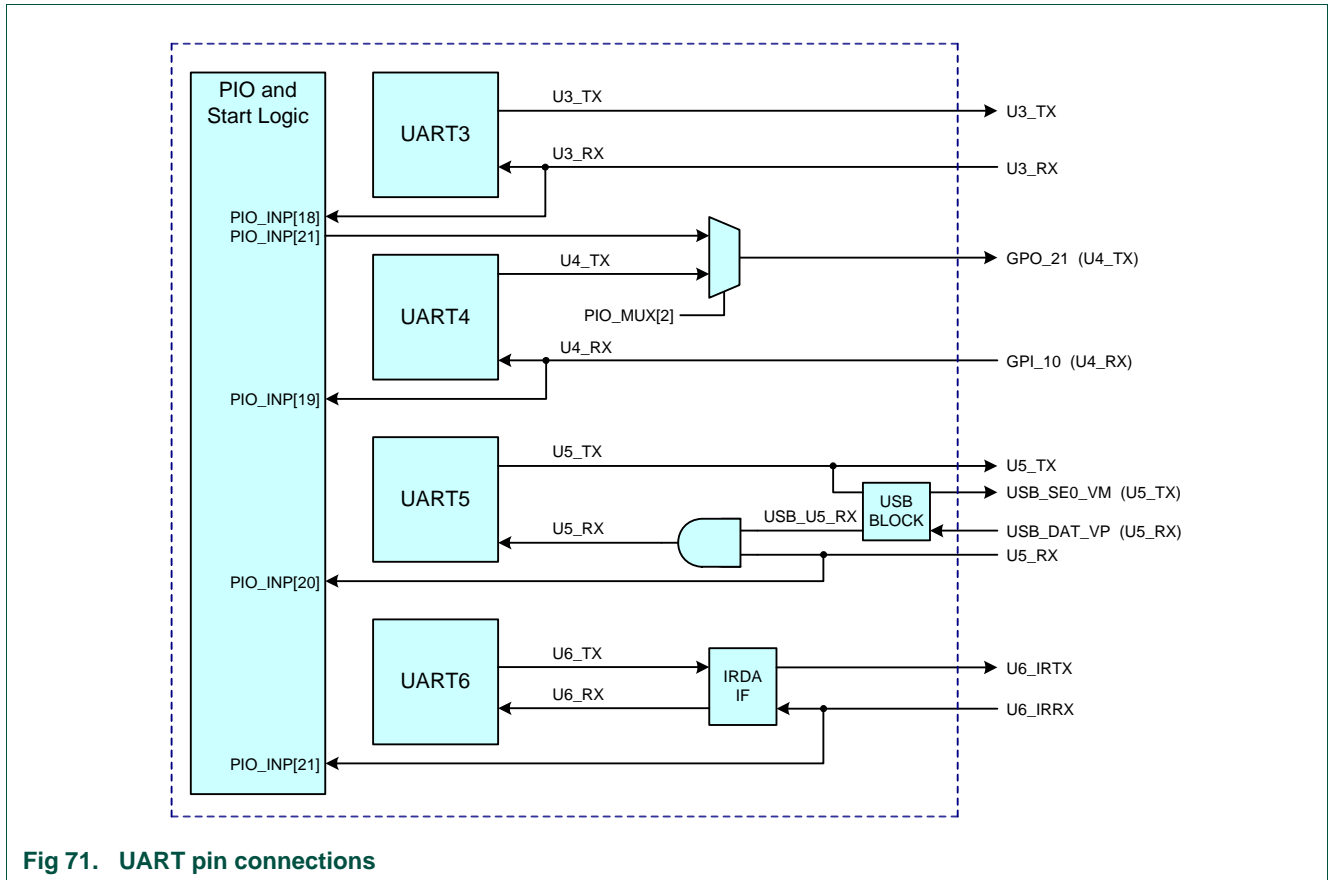 PIO and
Start Logic
UART3
U3_TX
U3_TX
U3_RX
U3_RX
PIO_INP[18]
PIO_INP[21]
UART4
U4_TX
GPO_21 (U4_TX)
PIO_MUX[2]
U4_RX
GPI_10 (U4_RX)
PIO_INP[19]
UART5
U5_TX
U5_TX
USB
BLOCK
USB_SE0_VM (U5_TX)
USB_U5_RX
USB_DAT_VP (U5_RX)
U5_RX
U5_RX
PIO_INP[20]
UART6
U6_TX
IRDA
IF
U6_IRTX
U6_RX
U6_IRRX
PIO_INP[21]
Fig 71. UART pin connections